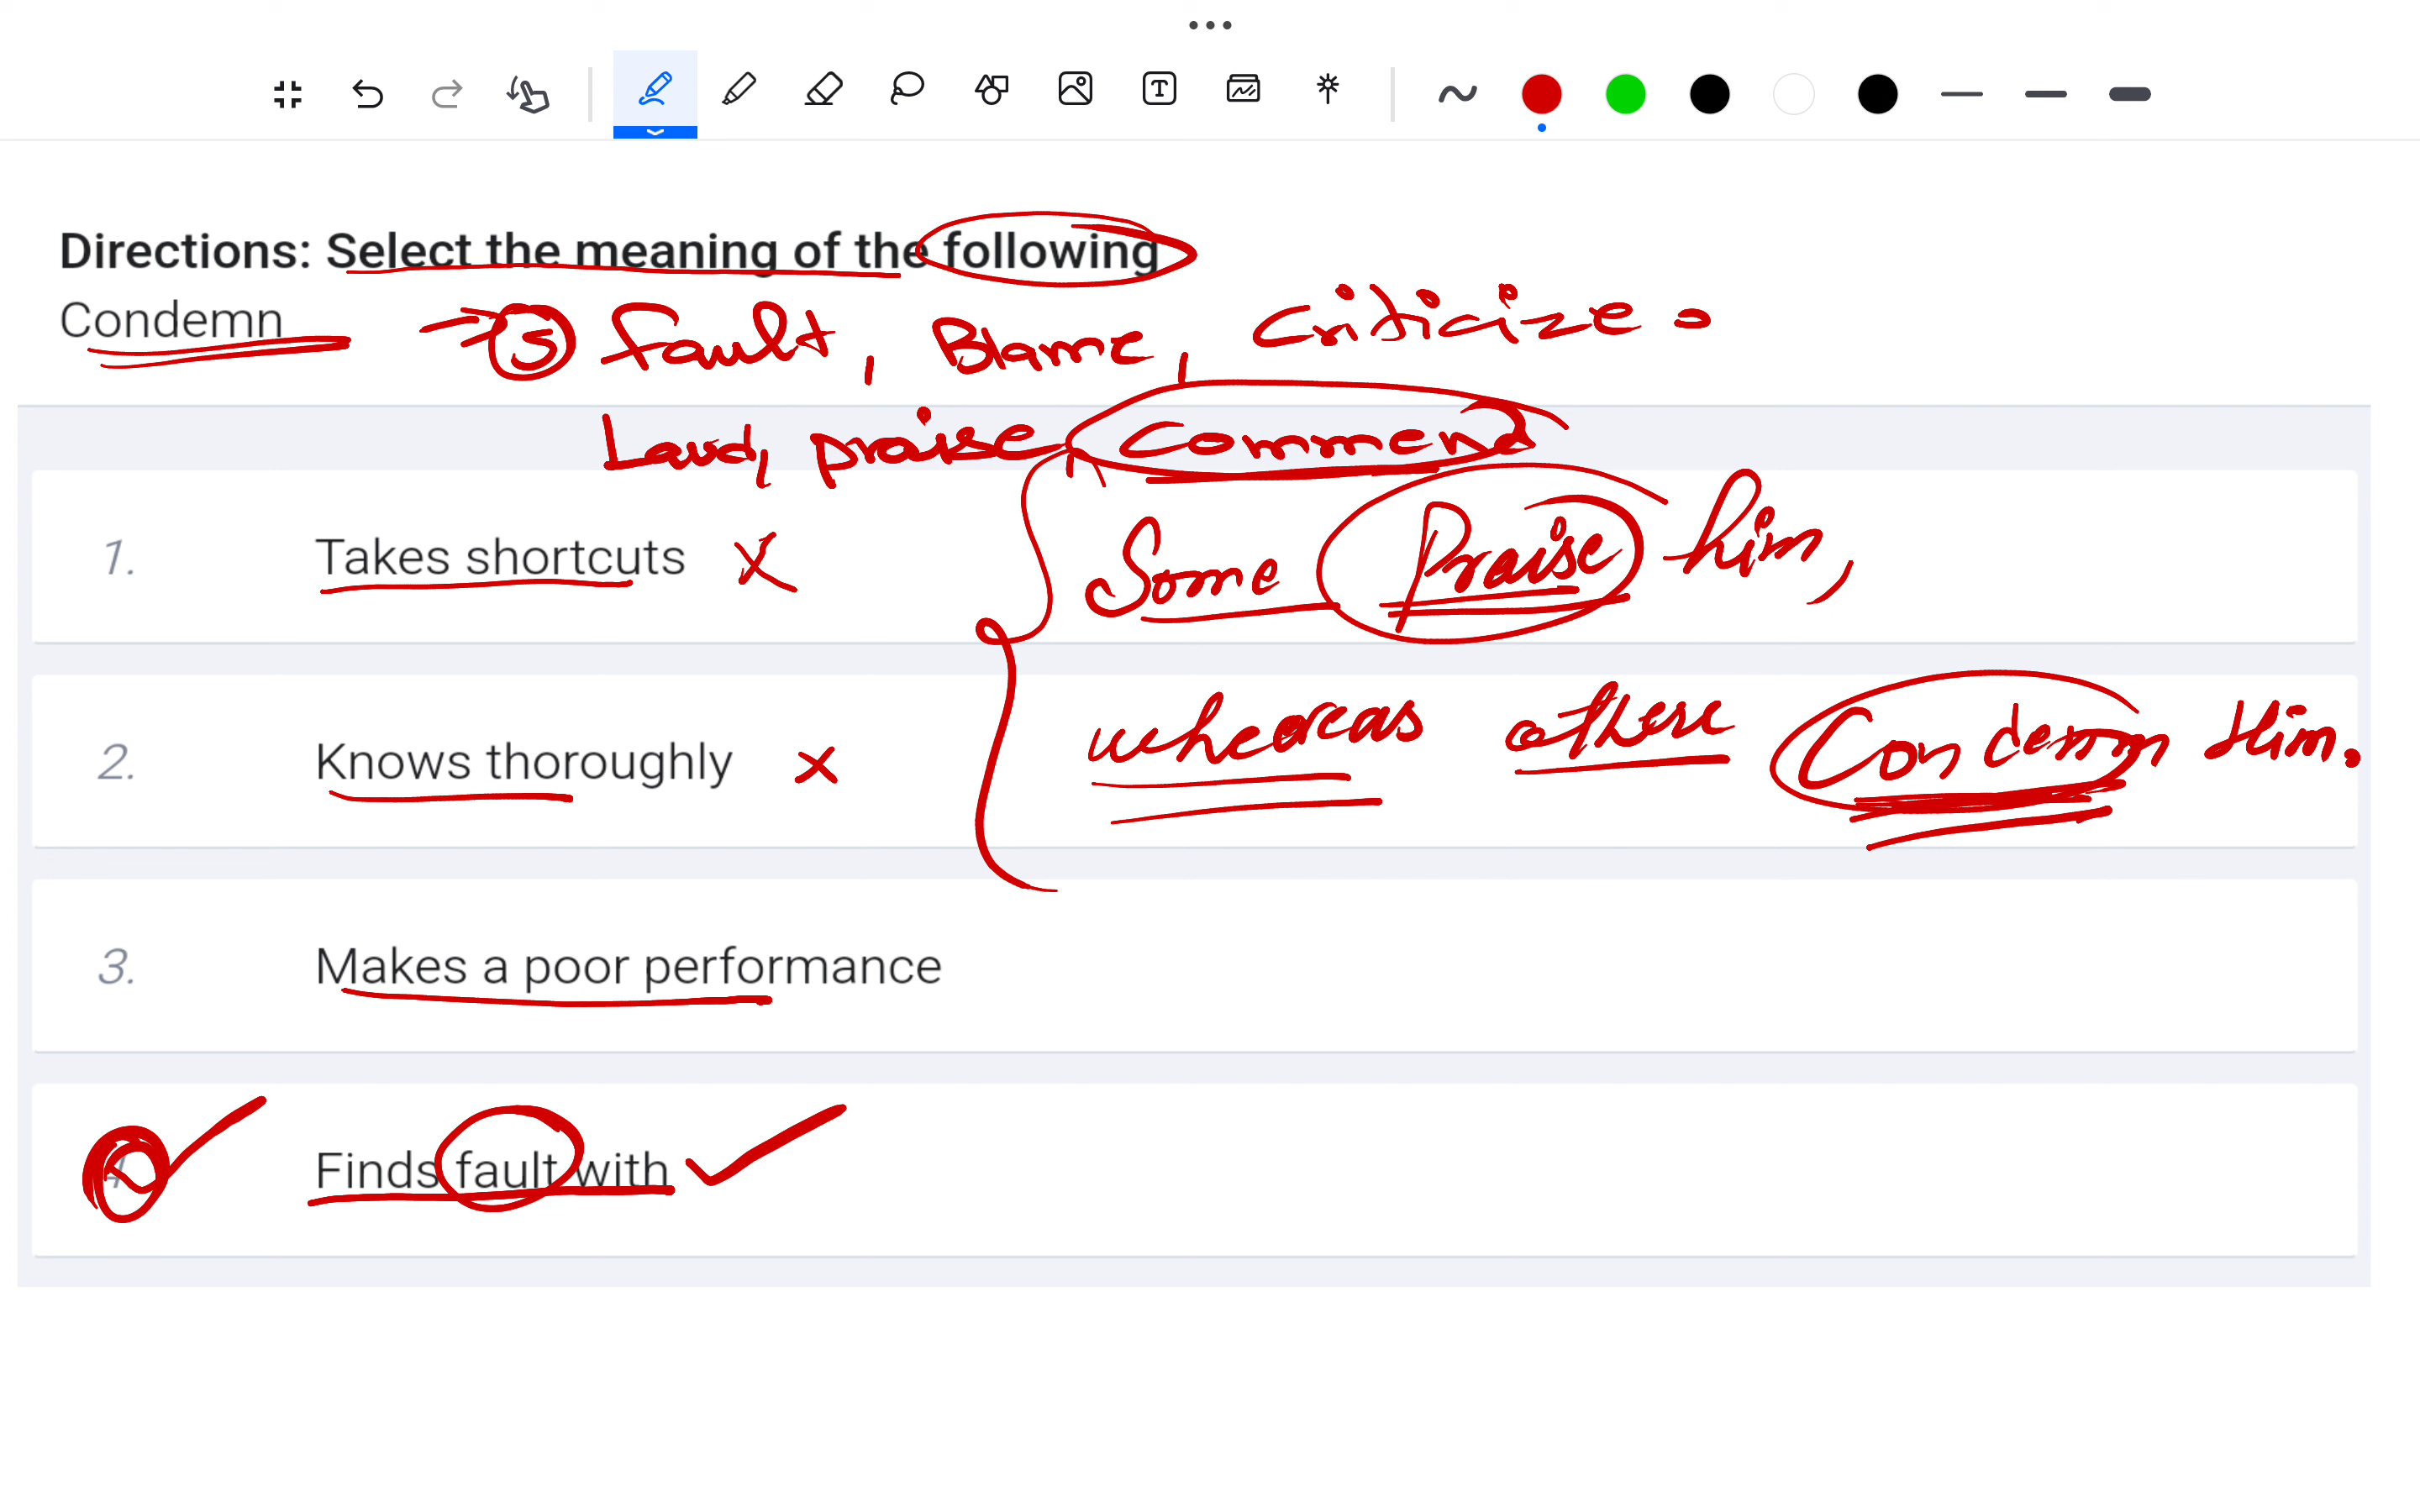 Directions: Select the meaning of the following
Condemn → S fault, Blame, criticize
Laud, praise, commend
1. Takes shortcuts x
Some Praise him,
2. Knows thoroughly x
whereas others Condemn Him.
3. Makes a poor performance
4 Finds fault with ✓